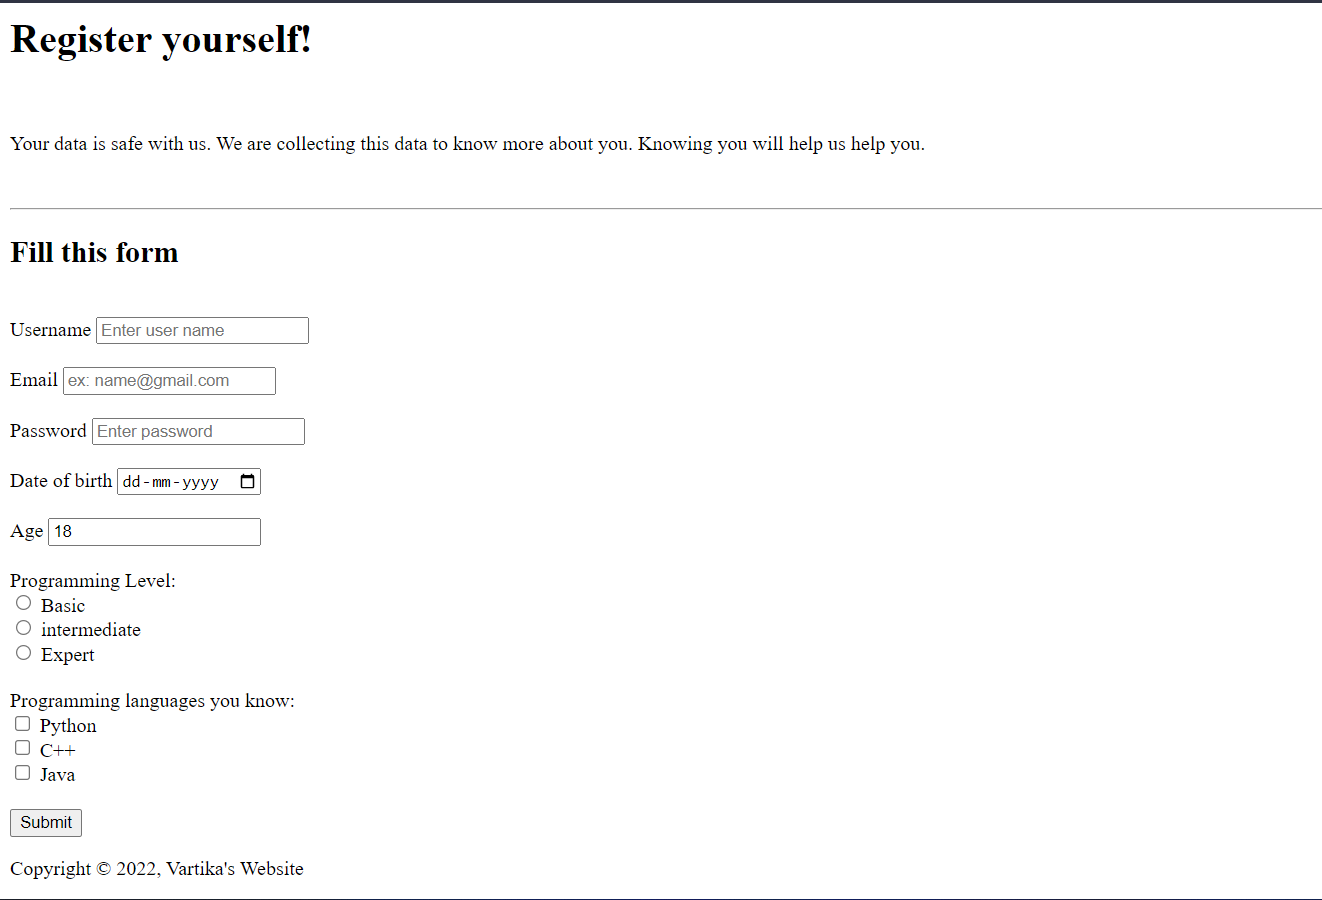 Register yourself!
Your data is safe with us. We are collecting this data to know more about you. Knowing you will help us help you.
Fill this form
Username Enter user name
Email ex: name@gmail.com
Password Enter password
Date of birth dd-mm-yyyy
Age 18
Programming Level:
Basic
intermediate
Expert
Programming languages you know:
Python
C++
Java
Submit
Copyright © 2022, Vartika's Website